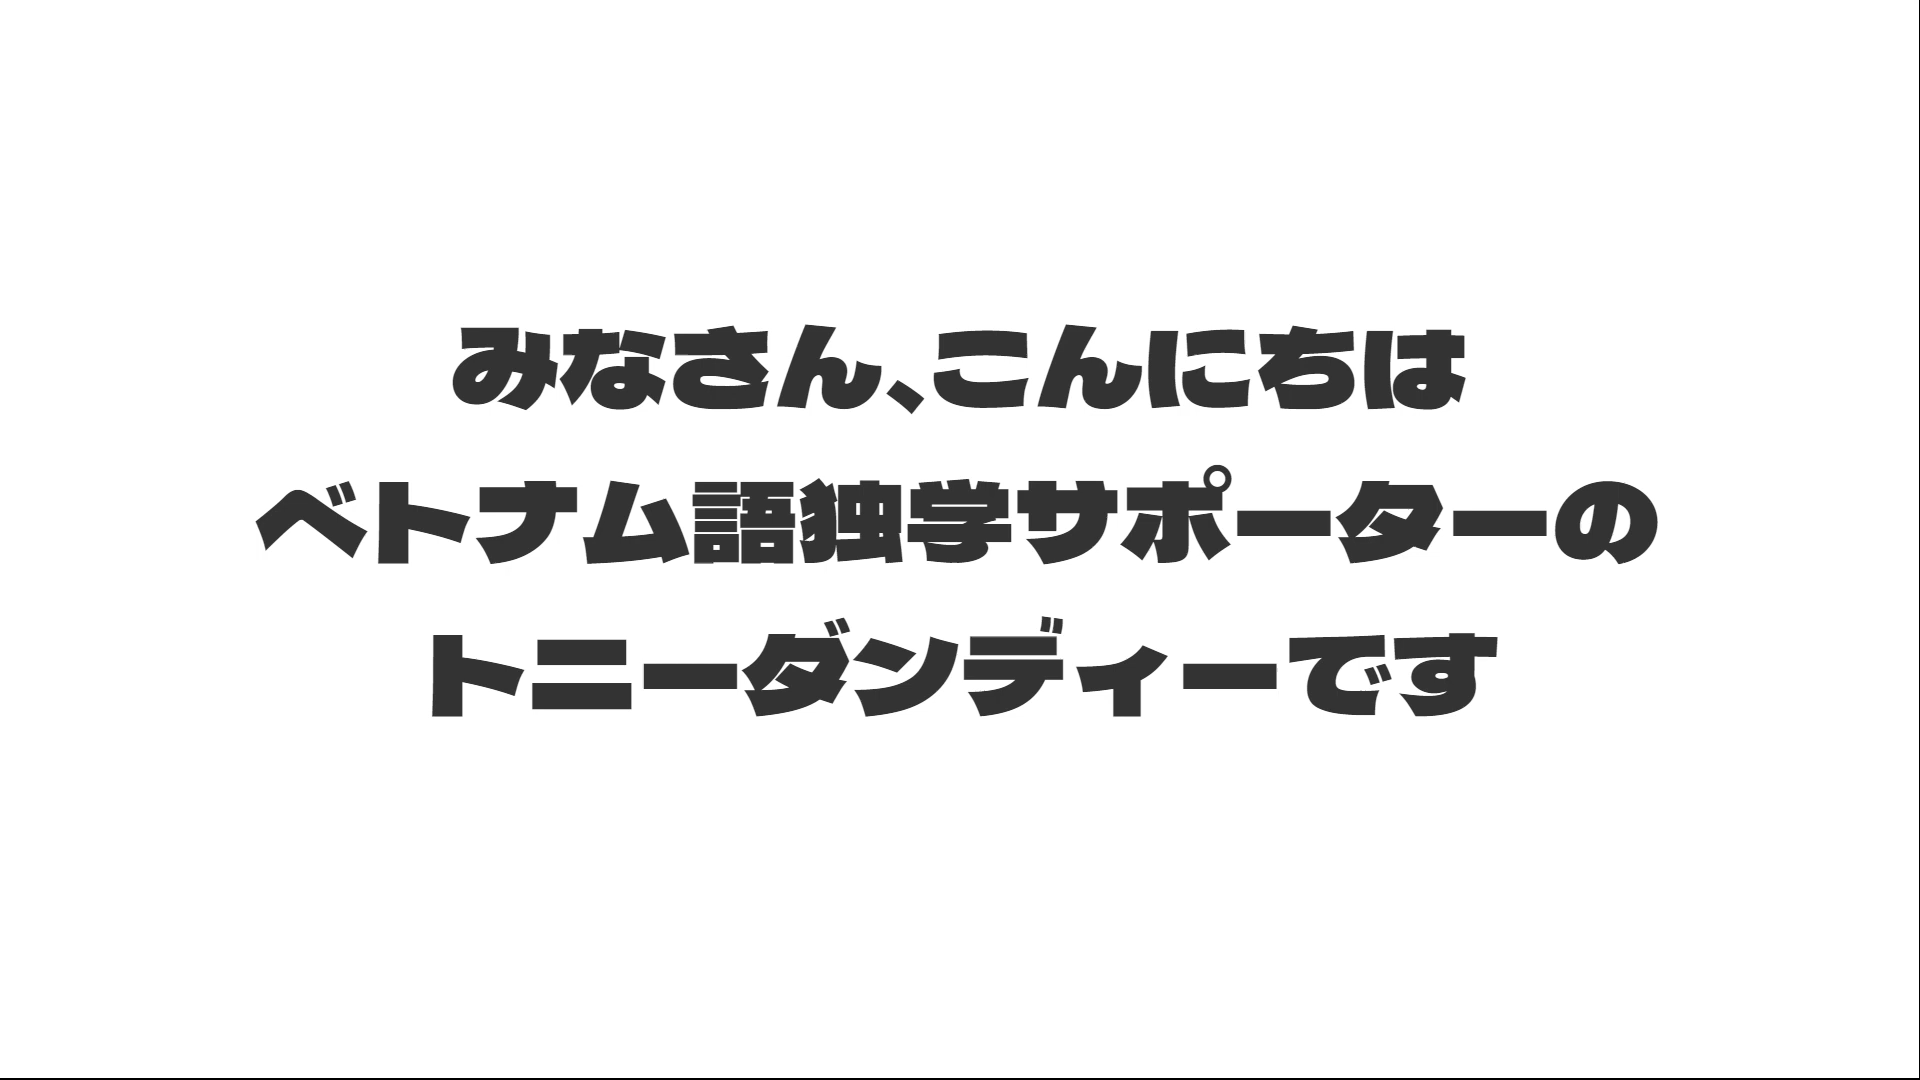 みなさん、こんにちは
ベトナム語独学サポーターの
トニーダンディーです